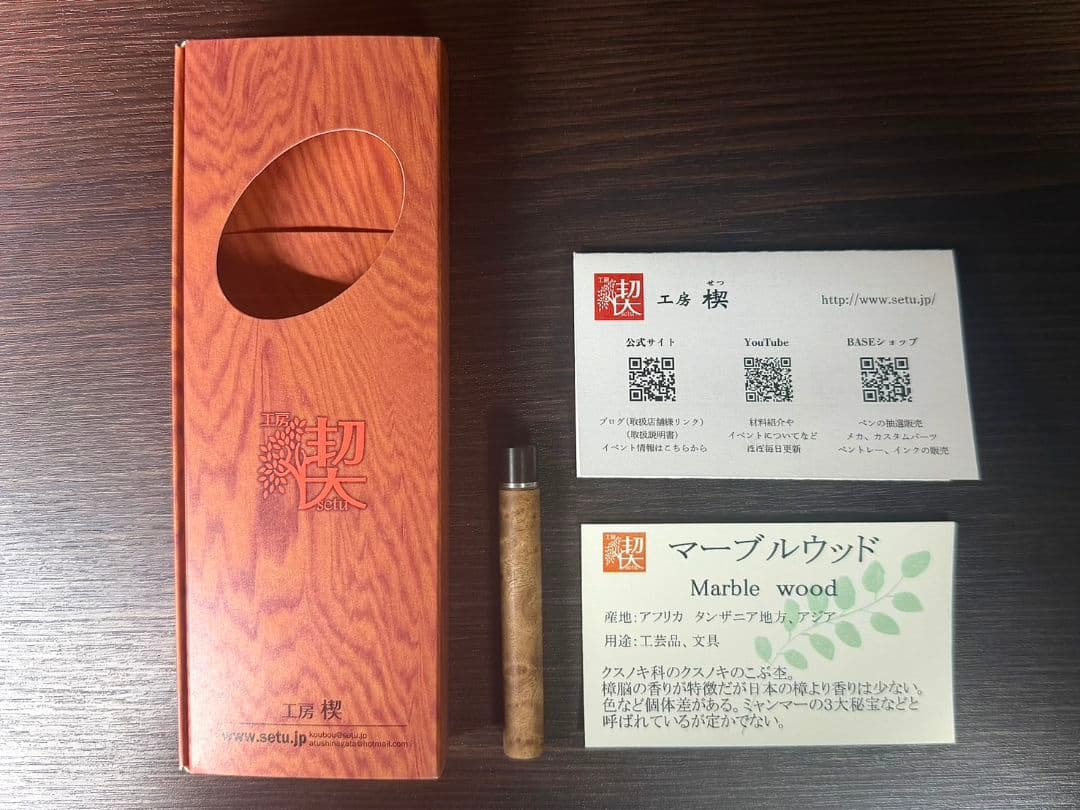 工房
楔
setu
工房 楔
www.setu.jp
koubou@setu.jp
atushinagata@hotmail.com
工房
楔
setu
せつ
工房 楔
http://www.setu.jp/
公式サイト
YouTube
BASEショップ
ブログ(取扱店舗様リンク)
(取扱説明書)
イベント情報はこちらから
材料紹介や
イベントについてなど
ほぼ毎日更新
ペンの抽選販売
メカ、カスタムパーツ
ペントレー、インクの販売
工房
楔
setu
マーブルウッド
Marble wood
産地:アフリカ タンザニア地方、アジア
用途:工芸品、文具
クスノキ科のクスノキのこぶ杢。
樟脳の香りが特徴だが日本の樟より香りは少ない。
色など個体差がある。ミャンマーの3大秘宝などと
呼ばれているが定かでない。